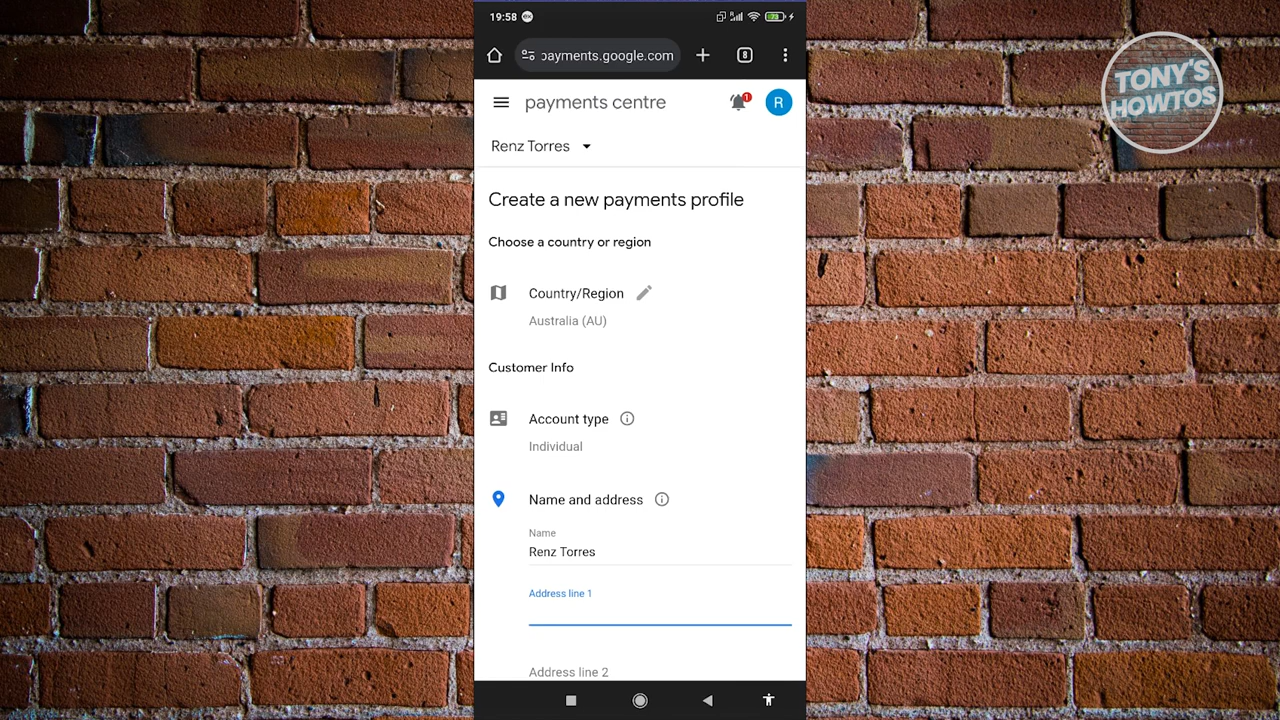 19:58
payments.google.com
8
TONY'S
HOWTOS
payments centre
1
R
Renz Torres
Create a new payments profile
Choose a country or region
Country/Region
Australia (AU)
Customer Info
Account type
Individual
Name and address
Name
Renz Torres
Address line 1
Address line 2